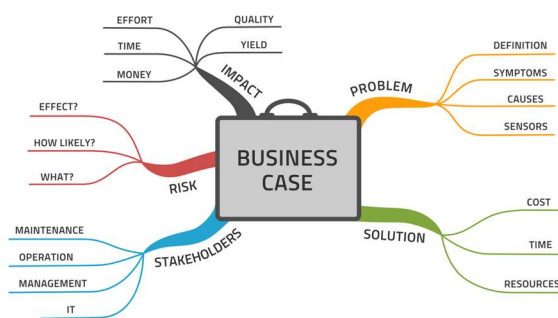 EFFORT
TIME
MONEY
QUALITY
YIELD
IMPACT
PROBLEM
DEFINITION
SYMPTOMS
CAUSES
SENSORS
EFFECT?
HOW LIKELY?
WHAT?
RISK
BUSINESS
CASE
MAINTENANCE
OPERATION
MANAGEMENT
IT
STAKEHOLDERS
SOLUTION
COST
TIME
RESOURCES